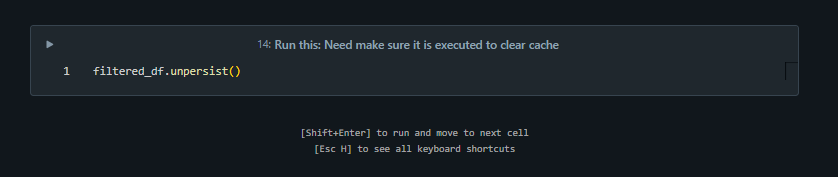 14: Run this: Need make sure it is executed to clear cache
1 filtered_df.unpersist()
[Shift+Enter] to run and move to next cell
[Esc H] to see all keyboard shortcuts